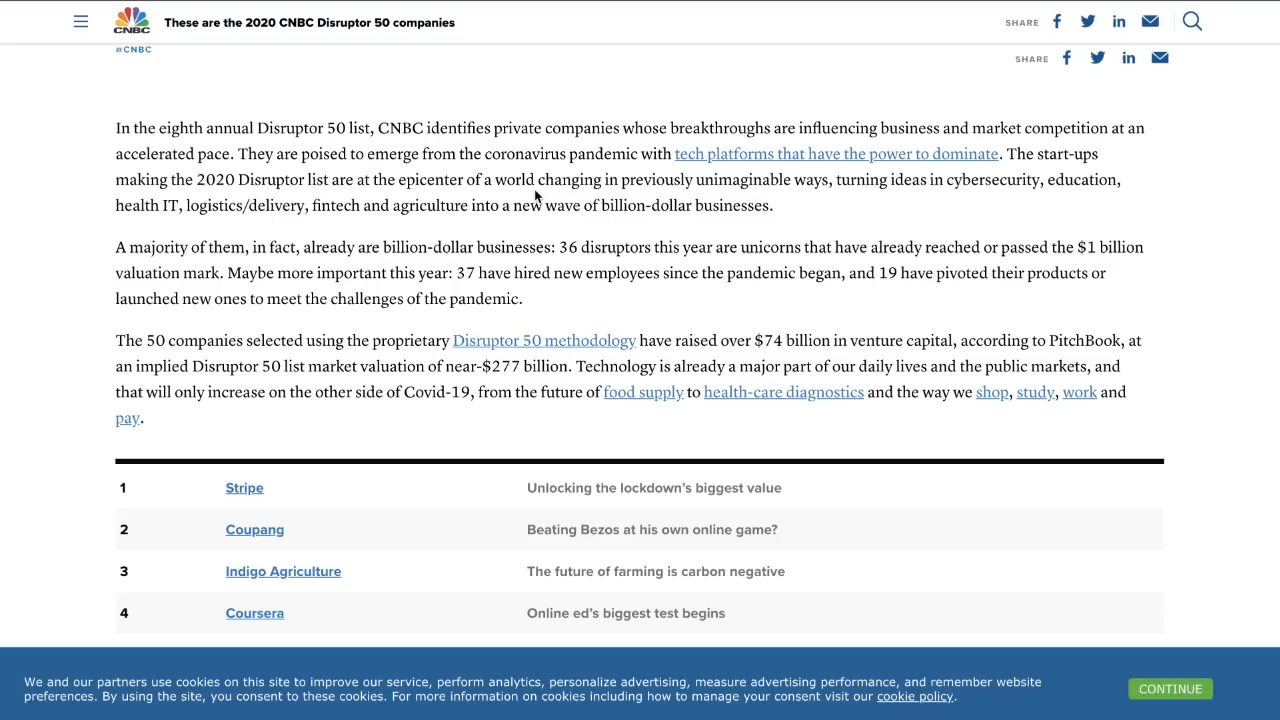 CNBC
These are the 2020 CNBC Disruptor 50 companies
SHARE
@CNBC
SHARE
In the eighth annual Disruptor 50 list, CNBC identifies private companies whose breakthroughs are influencing business and market competition at an
accelerated pace. They are poised to emerge from the coronavirus pandemic with tech platforms that have the power to dominate. The start-ups
making the 2020 Disruptor list are at the epicenter of a world changing in previously unimaginable ways, turning ideas in cybersecurity, education,
health IT, logistics/delivery, fintech and agriculture into a new wave of billion-dollar businesses.
A majority of them, in fact, already are billion-dollar businesses: 36 disruptors this year are unicorns that have already reached or passed the $1 billion
valuation mark. Maybe more important this year: 37 have hired new employees since the pandemic began, and 19 have pivoted their products or
launched new ones to meet the challenges of the pandemic.
The 50 companies selected using the proprietary Disruptor 50 methodology have raised over $74 billion in venture capital, according to PitchBook, at
an implied Disruptor 50 list market valuation of near-$277 billion. Technology is already a major part of our daily lives and the public markets, and
that will only increase on the other side of Covid-19, from the future of food supply to health-care diagnostics and the way we shop, study, work and
pay.
1 Stripe Unlocking the lockdown's biggest value
2 Coupang Beating Bezos at his own online game?
3 Indigo Agriculture The future of farming is carbon negative
4 Coursera Online ed's biggest test begins
We and our partners use cookies on this site to improve our service, perform analytics, personalize advertising, measure advertising performance, and remember website
preferences. By using the site, you consent to these cookies. For more information on cookies including how to manage your consent visit our cookie policy.
CONTINUE